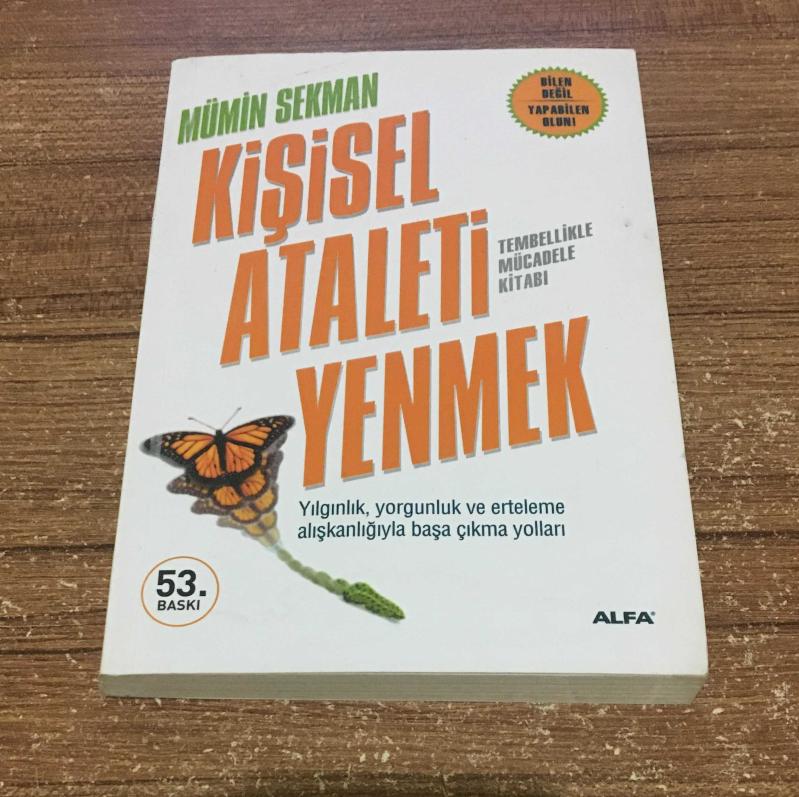 MÜMİN SEKMAN
KİŞİSEL
ATALETİ
YENMEK
TEMBELLİKLE
MÜCADELE
KİTABI
BİLEN
DEĞİL
YAPABİLEN
OLUN!
Yılgınlık, yorgunluk ve erteleme
alışkanlığıyla başa çıkma yolları
53.
BASKI
ALFA®